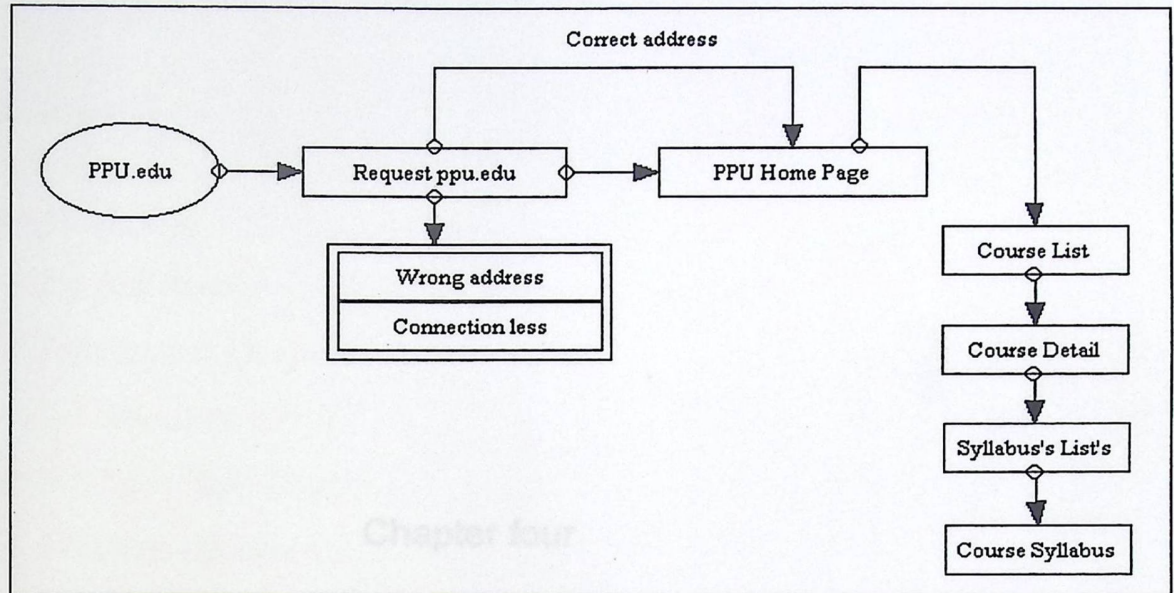 Correct address
PPU.edu
Request ppu.edu
PPU Home Page
Wrong address
Connection less
Course List
Course Detail
Syllabus's List's
Course Syllabus
Chapter four